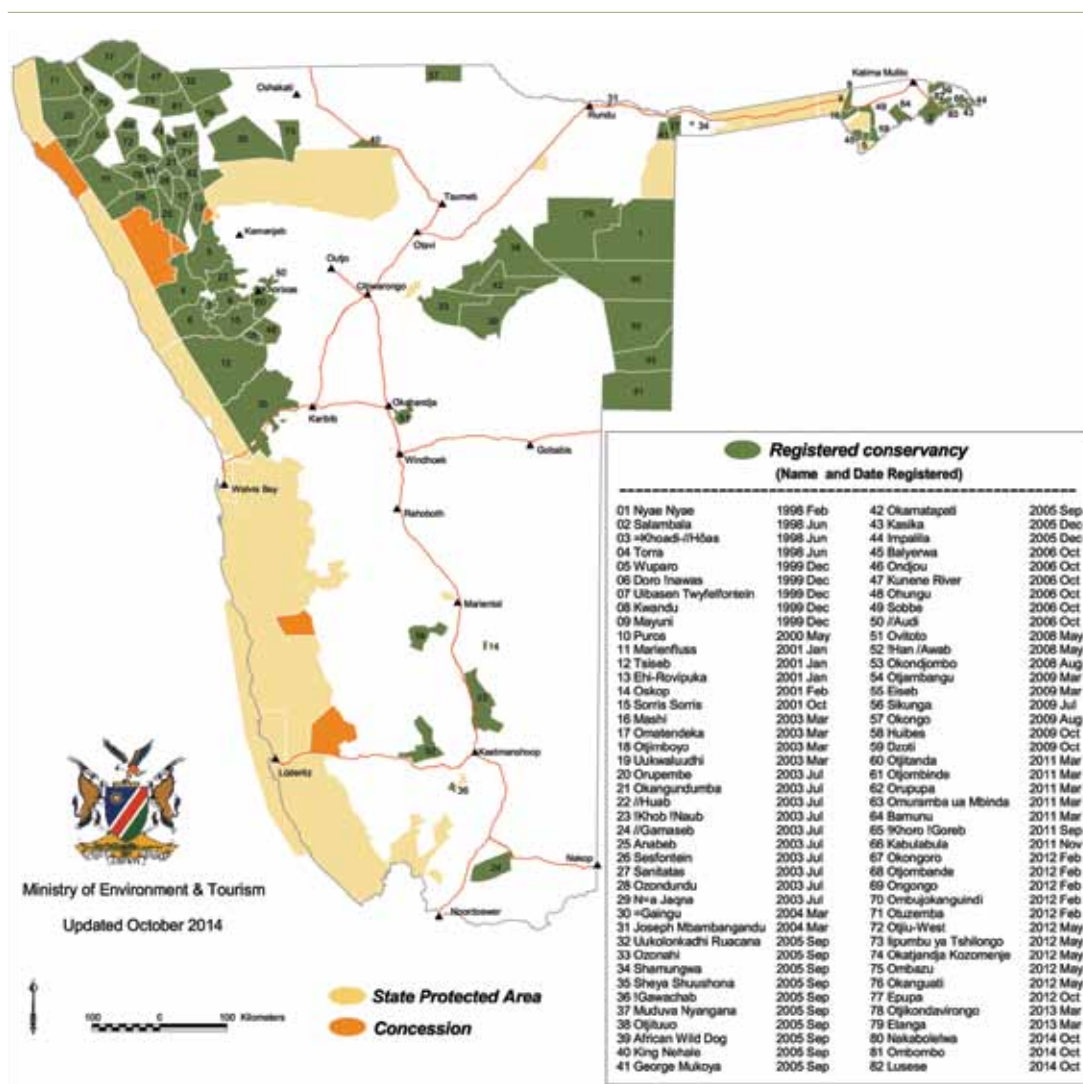 Oshakati
Katima Mulilo
Rundu
31
34
Tsumeb
Otavi
Kamanjab
Outjo
50
Khorixas
Otjiwarongo
Karibib
Okahandja
Windhoek
Gobabis
Walvis Bay
Rehoboth
Mariental
14
Keetmanshoop
Lüderitz
36
Nakop
Noordoewer
Registered conservancy
(Name and Date Registered)
01 Nyae Nyae 1998 Feb 42 Okamatapati 2005 Sep
02 Salambala 1998 Jun 43 Kasika 2005 Dec
03 =Khoadi-//Hôas 1998 Jun 44 Impalila 2005 Dec
04 Torra 1998 Jun 45 Balyerwa 2006 Oct
05 Wuparo 1999 Dec 46 Ondjou 2006 Oct
06 Doro !nawas 1999 Dec 47 Kunene River 2006 Oct
07 Uibasen Twyfelfontein 1999 Dec 48 Ohungu 2006 Oct
08 Kwandu 1999 Dec 49 Sobbe 2006 Oct
09 Mayuni 1999 Dec 50 //Audi 2006 Oct
10 Puros 2000 May 51 Ovitoto 2008 May
11 Marienfluss 2001 Jan 52 !Han /Awab 2008 May
12 Tsiseb 2001 Jan 53 Okondjombo 2008 Aug
13 Ehi-Rovipuka 2001 Jan 54 Otjambangu 2009 Mar
14 Oskop 2001 Feb 55 Eiseb 2009 Mar
15 Sorris Sorris 2001 Oct 56 Sikunga 2009 Jul
16 Mashi 2003 Mar 57 Okongo 2009 Aug
17 Omatendeka 2003 Mar 58 Huibes 2009 Oct
18 Otjimboyo 2003 Mar 59 Dzoti 2009 Oct
19 Uukwaluudhi 2003 Mar 60 Otjitanda 2011 Mar
20 Orupembe 2003 Jul 61 Otjombinde 2011 Mar
21 Okangundumba 2003 Jul 62 Orupupa 2011 Mar
22 //Huab 2003 Jul 63 Omuramba ua Mbinda 2011 Mar
23 !Khob !Naub 2003 Jul 64 Bamunu 2011 Mar
24 //Gamaseb 2003 Jul 65 !Khoro !Goreb 2011 Sep
25 Anabeb 2003 Jul 66 Kabulabula 2011 Nov
26 Sesfontein 2003 Jul 67 Okongoro 2012 Feb
27 Sanitatas 2003 Jul 68 Otjombande 2012 Feb
28 Ozondundu 2003 Jul 69 Ongongo 2012 Feb
29 N=a Jaqna 2003 Jul 70 Ombujokanguindi 2012 Feb
30 =Gaingu 2004 Mar 71 Otuzemba 2012 Feb
31 Joseph Mbambangandu 2004 Mar 72 Otjiu-West 2012 May
32 Uukolonkadhi Ruacana 2005 Sep 73 Iipumbu ya Tshilongo 2012 May
33 Ozonahi 2005 Sep 74 Okatjandja Kozomenje 2012 May
34 Shamungwa 2005 Sep 75 Ombazu 2012 May
35 Sheya Shuushona 2005 Sep 76 Okanguati 2012 May
36 !Gawachab 2005 Sep 77 Epupa 2012 Oct
37 Muduva Nyangana 2005 Sep 78 Otjikondavirongo 2013 Mar
38 Otjituuo 2005 Sep 79 Etanga 2013 Mar
39 African Wild Dog 2005 Sep 80 Nakabolelwa 2014 Oct
40 King Nehale 2005 Sep 81 Ombombo 2014 Oct
41 George Mukoya 2005 Sep 82 Lusese 2014 Oct
Ministry of Environment & Tourism
Updated October 2014
100 0 100 Kilometers
State Protected Area
Concession